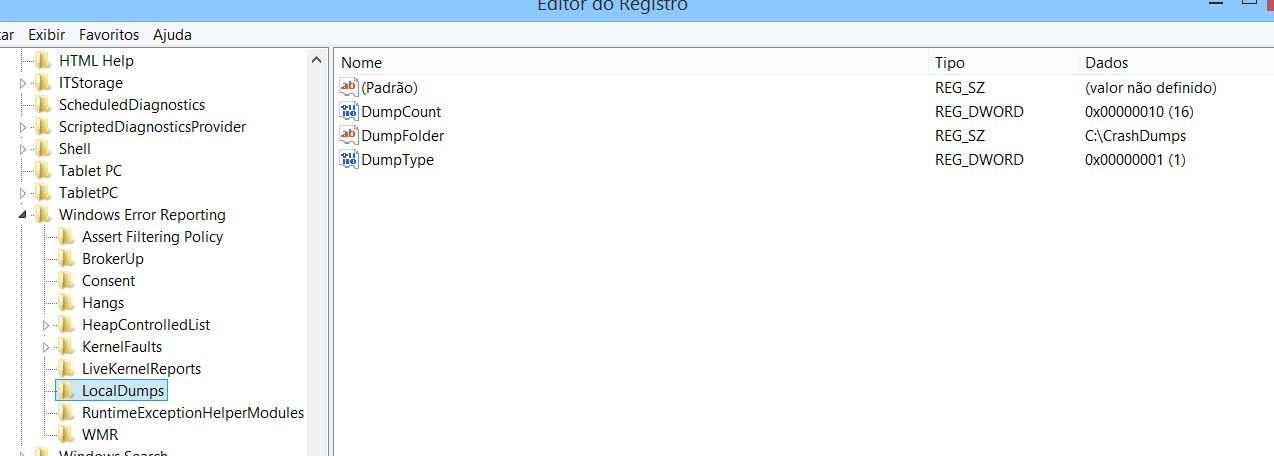 Editor do Registro
Exibir Favoritos Ajuda
HTML Help
ITStorage
ScheduledDiagnostics
ScriptedDiagnosticsProvider
Shell
Tablet PC
TabletPC
Windows Error Reporting
Assert Filtering Policy
BrokerUp
Consent
Hangs
HeapControlledList
KernelFaults
LiveKernelReports
LocalDumps
RuntimeExceptionHelperModules
WMR
Windows Search
Nome Tipo Dados
(Padrão) REG_SZ (valor não definido)
DumpCount REG_DWORD 0x00000010 (16)
DumpFolder REG_SZ C:\CrashDumps
DumpType REG_DWORD 0x00000001 (1)